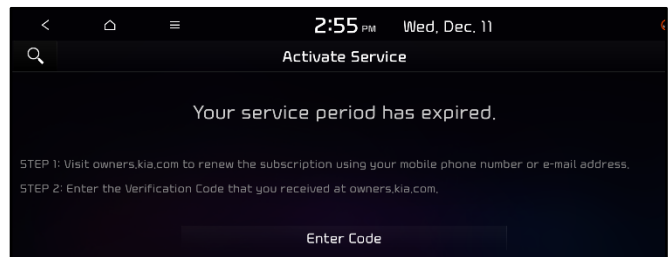 2:55 PM Wed, Dec. 11
Activate Service
Your service period has expired.
STEP 1: Visit owners.kia.com to renew the subscription using your mobile phone number or e-mail address.
STEP 2: Enter the Verification Code that you received at owners.kia.com.
Enter Code